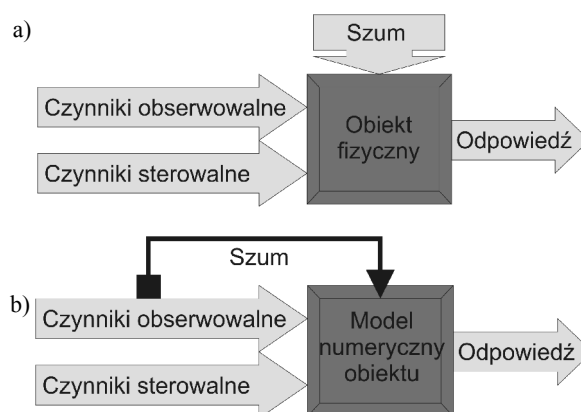 a)
Szum
Czynniki obserwowalne
Obiekt
fizyczny
Odpowiedź
Czynniki sterowalne
Szum
b)
Czynniki obserwowalne
Model
numeryczny
obiektu
Odpowiedź
Czynniki sterowalne